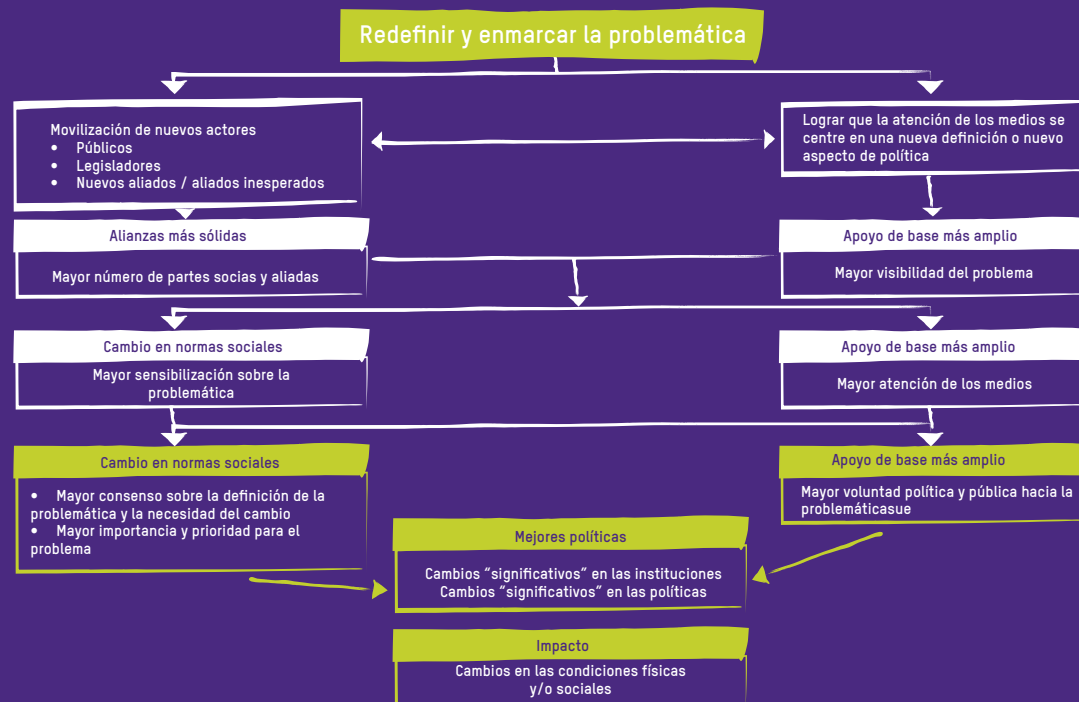 Redefinir y enmarcar la problemática
Movilización de nuevos actores
• Públicos
• Legisladores
• Nuevos aliados / aliados inesperados
Lograr que la atención de los medios se
centre en una nueva definición o nuevo
aspecto de política
Alianzas más sólidas
Mayor número de partes socias y aliadas
Apoyo de base más amplio
Mayor visibilidad del problema
Cambio en normas sociales
Mayor sensibilización sobre la
problemática
Apoyo de base más amplio
Mayor atención de los medios
Cambio en normas sociales
• Mayor consenso sobre la definición de la
problemática y la necesidad del cambio
• Mayor importancia y prioridad para el
problema
Apoyo de base más amplio
Mayor voluntad política y pública hacia la
problemáticasue
Mejores políticas
Cambios “significativos” en las instituciones
Cambios “significativos” en las políticas
Impacto
Cambios en las condiciones físicas
y/o sociales